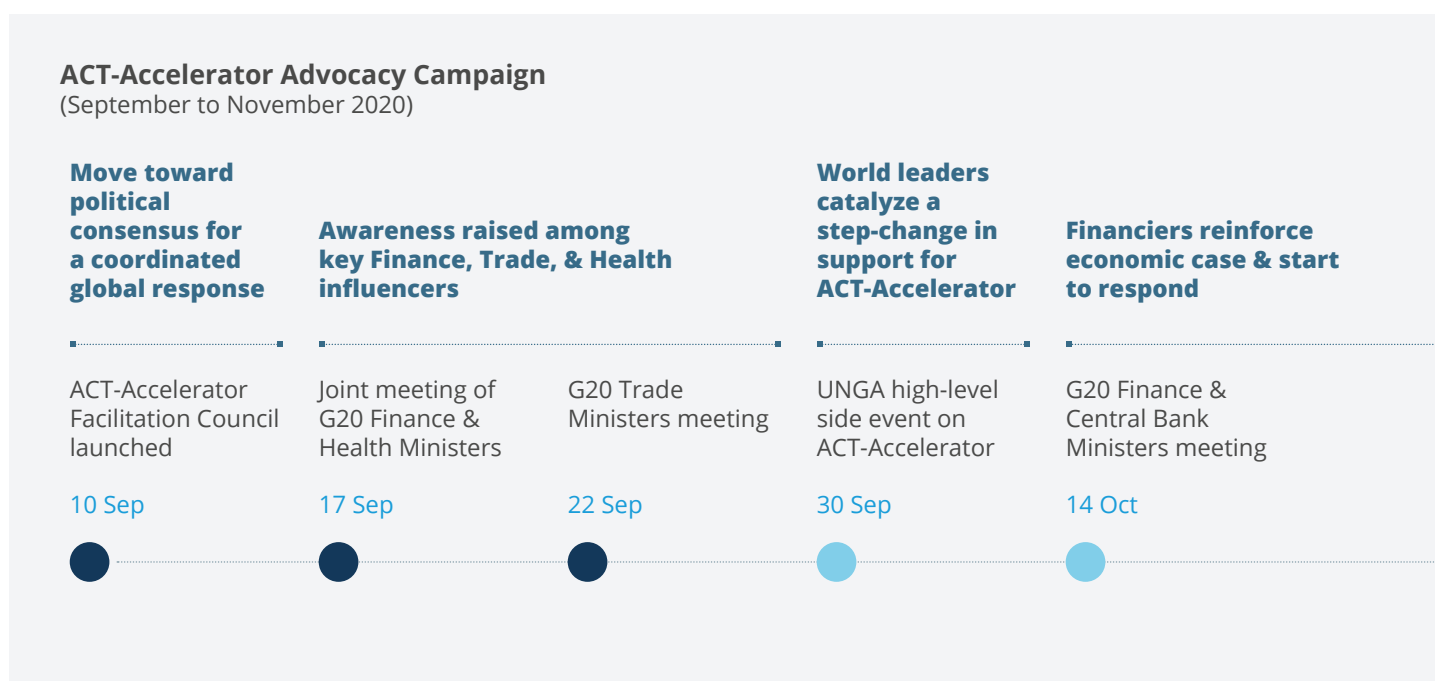 ACT-Accelerator Advocacy Campaign
(September to November 2020)
Move toward
political
consensus for
a coordinated
global response
Awareness raised among
key Finance, Trade, & Health
influencers
World leaders
catalyze a
step-change in
support for
ACT-Accelerator
Financiers reinforce
economic case & start
to respond
ACT-Accelerator
Facilitation Council
launched
10 Sep
Joint meeting of
G20 Finance &
Health Ministers
17 Sep
G20 Trade
Ministers meeting
22 Sep
UNGA high-level
side event on
ACT-Accelerator
30 Sep
G20 Finance &
Central Bank
Ministers meeting
14 Oct